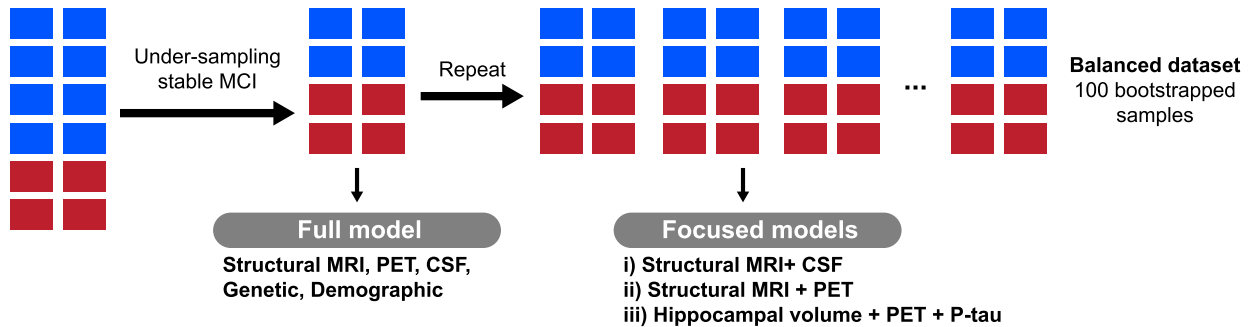 Under-sampling
stable MCI
Repeat
...
Balanced dataset
100 bootstrapped
samples
Full model
Structural MRI, PET, CSF,
Genetic, Demographic
Focused models
i) Structural MRI+ CSF
ii) Structural MRI + PET
iii) Hippocampal volume + PET + P-tau